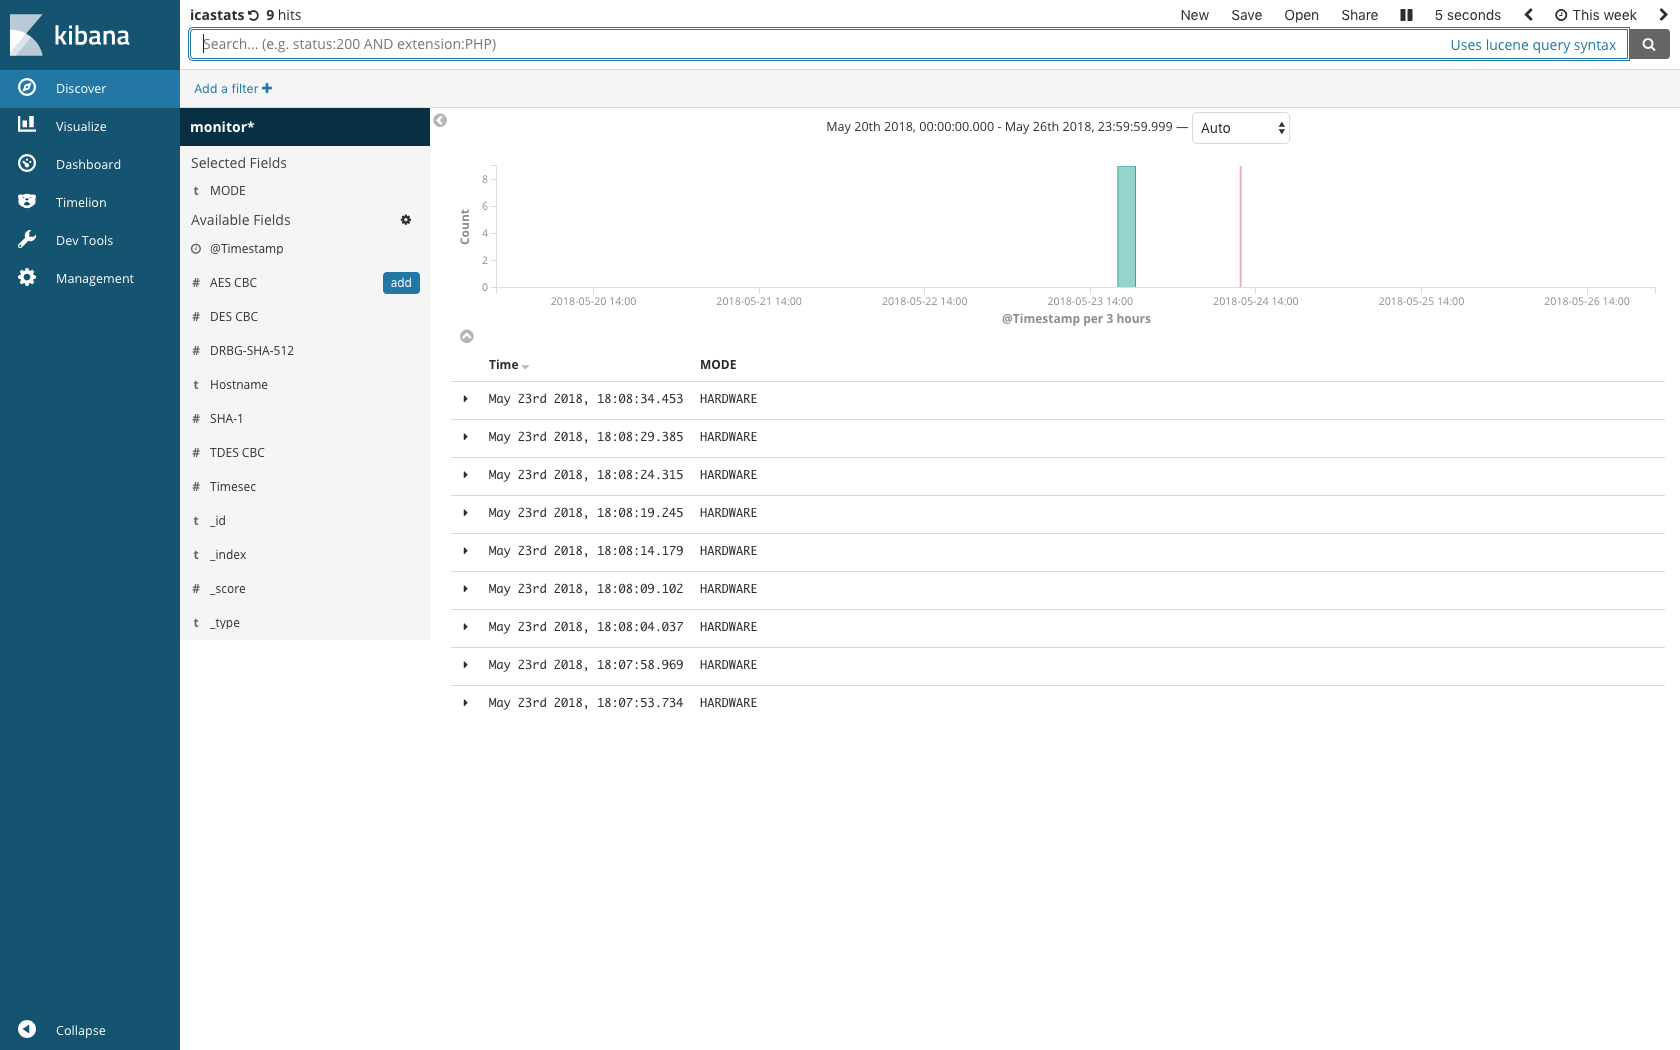 kibana
icastats 9 hits
New Save Open Share 5 seconds This week
Search... (e.g. status:200 AND extension:PHP)
Uses lucene query syntax
Add a filter
Discover
Visualize
Dashboard
Timelion
Dev Tools
Management
Collapse
monitor*
Selected Fields
t MODE
Available Fields
@Timestamp
# AES CBC add
# DES CBC
# DRBG-SHA-512
t Hostname
# SHA-1
# TDES CBC
# Timesec
t _id
t _index
# _score
t _type
May 20th 2018, 00:00:00.000 - May 26th 2018, 23:59:59.999 — Auto
Count
8
6
4
2
0
2018-05-20 14:00 2018-05-21 14:00 2018-05-22 14:00 2018-05-23 14:00 2018-05-24 14:00 2018-05-25 14:00 2018-05-26 14:00
@Timestamp per 3 hours
Time MODE
May 23rd 2018, 18:08:34.453 HARDWARE
May 23rd 2018, 18:08:29.385 HARDWARE
May 23rd 2018, 18:08:24.315 HARDWARE
May 23rd 2018, 18:08:19.245 HARDWARE
May 23rd 2018, 18:08:14.179 HARDWARE
May 23rd 2018, 18:08:09.102 HARDWARE
May 23rd 2018, 18:08:04.037 HARDWARE
May 23rd 2018, 18:07:58.969 HARDWARE
May 23rd 2018, 18:07:53.734 HARDWARE